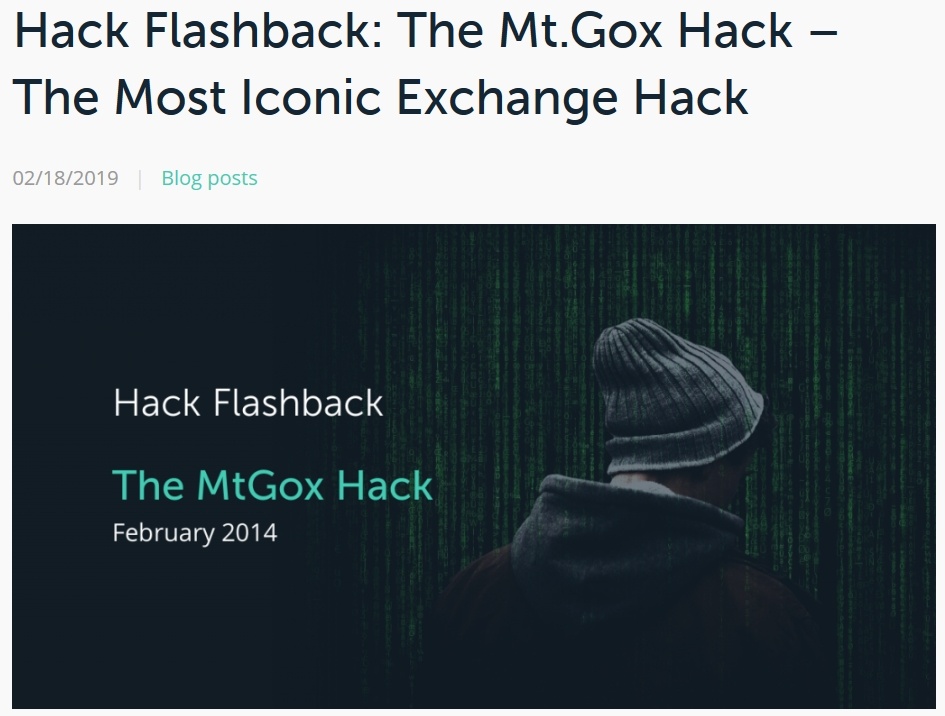 Hack Flashback: The Mt.Gox Hack –
The Most Iconic Exchange Hack
02/18/2019 | Blog posts
Hack Flashback
The MtGox Hack
February 2014